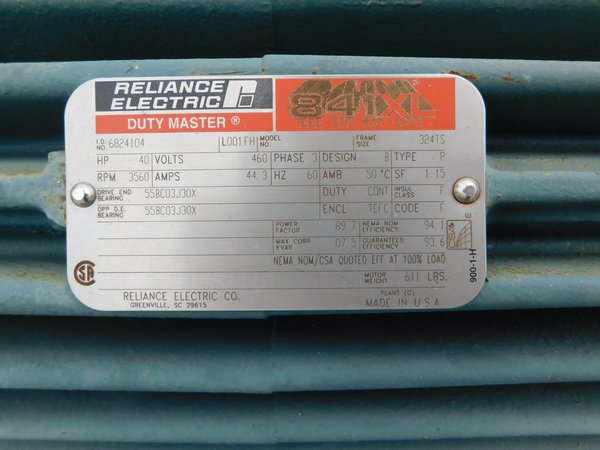 RELIANCE ELECTRIC
DUTY MASTER ®
841XL
I.D. NO. 6824104 L001 FH MODEL NO. FRAME SIZE 324TS
HP 40 VOLTS 460 PHASE 3 DESIGN B TYPE P
RPM 3560 AMPS 44.3 HZ 60 AMB 50 °C SF 1.15
DRIVE END BEARING 55BC03J30X DUTY CONT INSUL CLASS F
OPP D.E. BEARING 55BC03J30X ENCL TEFC CODE F
POWER FACTOR 89.7 NEMA NOM EFFICIENCY 94.1
MAX CORR KVAR 07.5 GUARANTEED EFFICIENCY 93.6
NEMA NOM/CSA QUOTED EFF AT 100% LOAD
MOTOR WEIGHT 611 LBS.
RELIANCE ELECTRIC CO. PLANT (G)
GREENVILLE, SC 29615 MADE IN U.S.A.
900-1-H